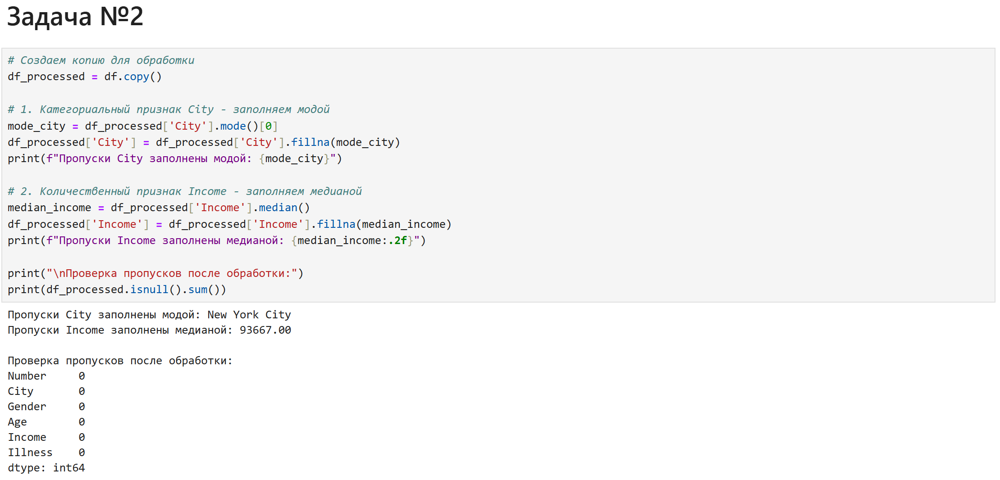 Задача №2
# Создаем копию для обработки
df_processed = df.copy()
# 1. Категориальный признак City - заполняем модой
mode_city = df_processed['City'].mode()[0]
df_processed['City'] = df_processed['City'].fillna(mode_city)
print(f"Пропуски City заполнены модой: {mode_city}")
# 2. Количественный признак Income - заполняем медианой
median_income = df_processed['Income'].median()
df_processed['Income'] = df_processed['Income'].fillna(median_income)
print(f"Пропуски Income заполнены медианой: {median_income:.2f}")
print("\nПроверка пропусков после обработки:")
print(df_processed.isnull().sum())
Пропуски City заполнены модой: New York City
Пропуски Income заполнены медианой: 93667.00
Проверка пропусков после обработки:
Number     0
City       0
Gender     0
Age        0
Income     0
Illness    0
dtype: int64